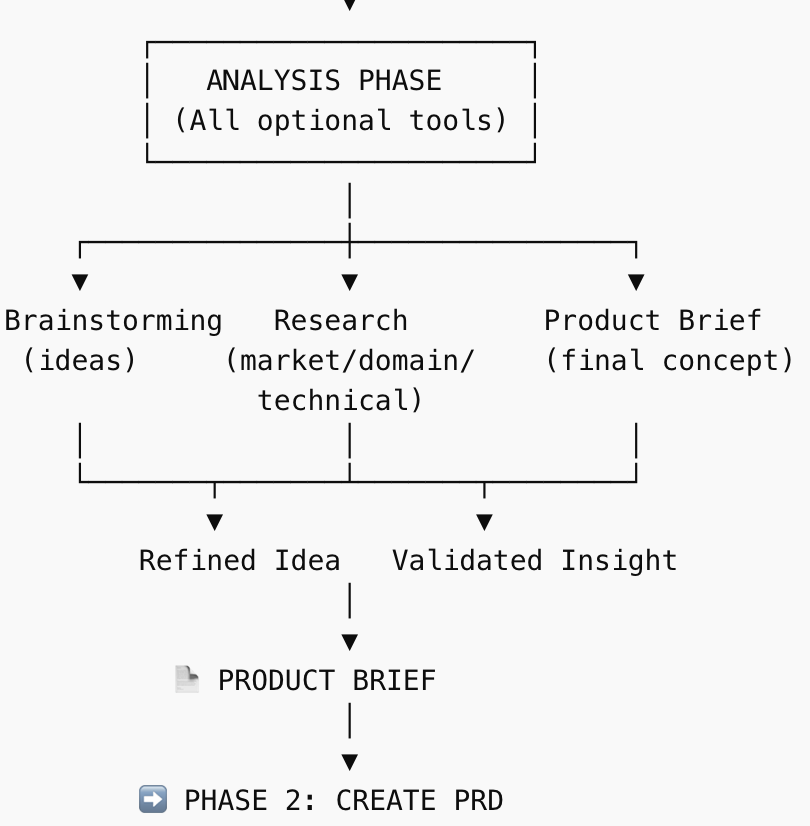 ANALYSIS PHASE
(All optional tools)
Brainstorming Research Product Brief
(ideas) (market/domain/ (final concept)
technical)
Refined Idea Validated Insight
PRODUCT BRIEF
PHASE 2: CREATE PRD